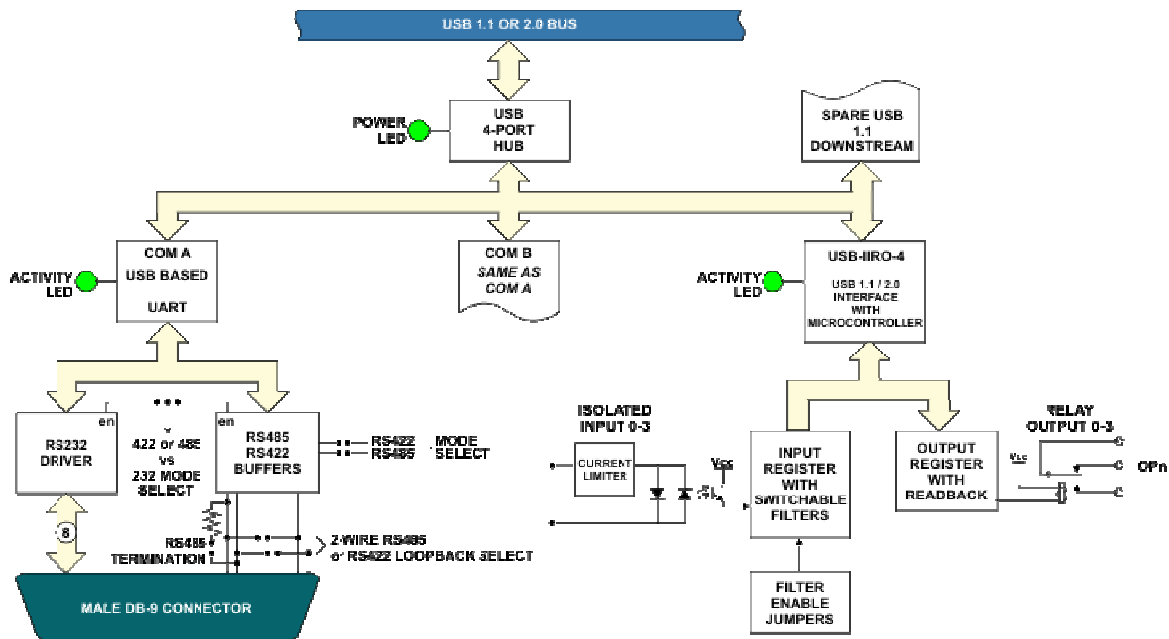 USB 1.1 OR 2.0 BUS
USB
4-PORT
HUB
POWER
LED
SPARE USB
1.1
DOWNSTREAM
COM A
USB BASED
UART
ACTIVITY
LED
COM B
SAME AS
COM A
USB-IIRO-4
USB 1.1 / 2.0
INTERFACE
WITH
MICROCONTROLLER
ACTIVITY
LED
RS232
DRIVER
en
422 or 485
vs
232 MODE
SELECT
en
RS485
RS422
BUFFERS
RS422
RS485
MODE
SELECT
ISOLATED
INPUT 0-3
CURRENT
LIMITER
Vcc
INPUT
REGISTER
WITH
SWITCHABLE
FILTERS
OUTPUT
REGISTER
WITH
READBACK
RELAY
OUTPUT 0-3
Vcc
OPn
8
RS485
TERMINATION
2-WIRE RS485
or RS422 LOOPBACK SELECT
MALE DB-9 CONNECTOR
FILTER
ENABLE
JUMPERS